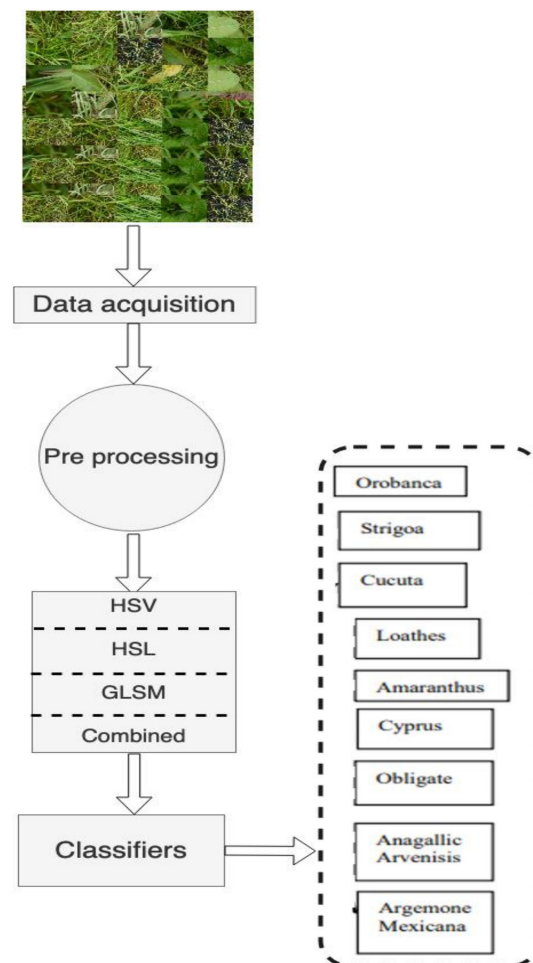 Data acquisition
Pre processing
HSV
HSL
GLSM
Combined
Classifiers
Orobanca
Strigoa
Cucuta
Loathes
Amaranthus
Cyprus
Obligate
Anagallic
Arvenisis
Argemone
Mexicana